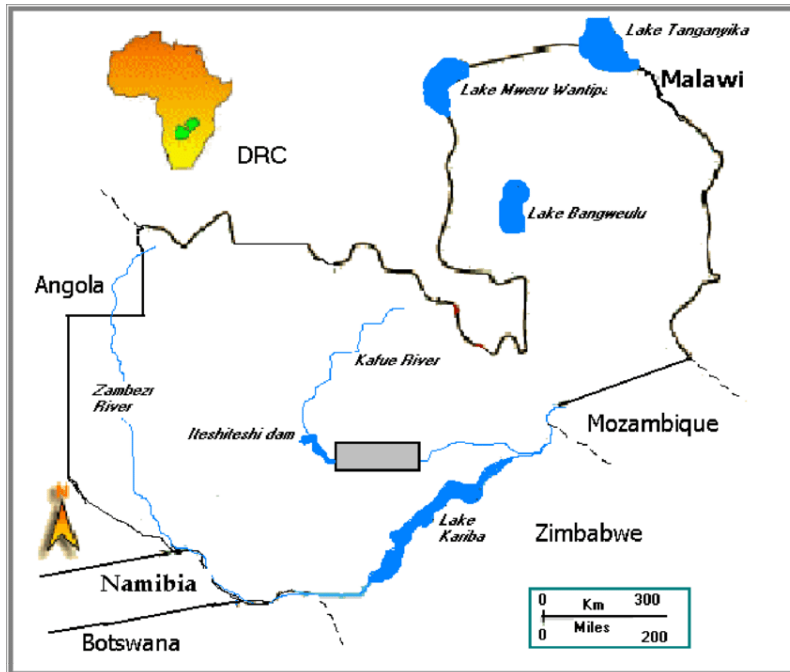 Lake Tanganyika
Malawi
Lake Mweru Wantipa
DRC
Lake Bangweulu
Angola
Kafue River
Zambezi
River
Iteshiteshi dam
Mozambique
N
Lake
Kariba
Zimbabwe
Namibia
Botswana
0 Km 300
0 Miles 200